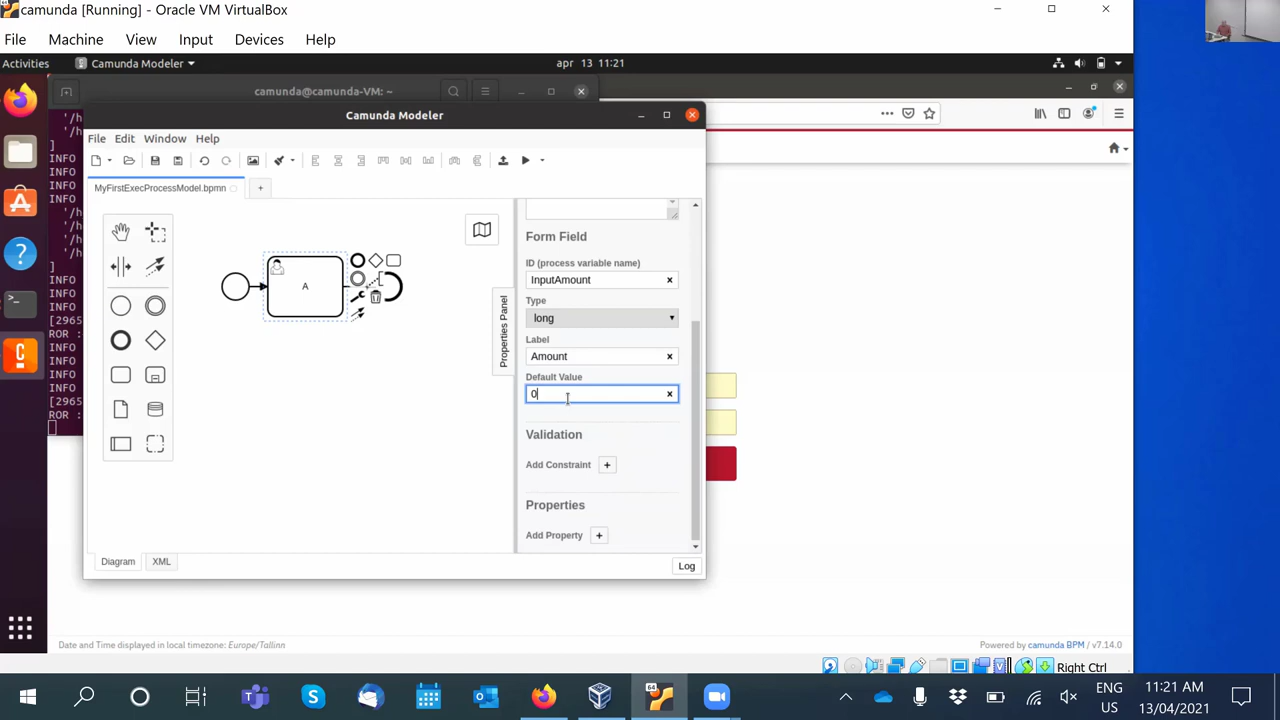 camunda [Running] - Oracle VM VirtualBox
File Machine View Input Devices Help
Activities Camunda Modeler apr 13 11:21
camunda@camunda-VM: ~
Camunda Modeler
File Edit Window Help
MyFirstExecProcessModel.bpmn
+
'/h
'/h
]
INFO
INFO
INFO
INFO
'/h
'/h
'/h
]
INFO
INFO
INFO
[2965
ROR :
INFO
INFO
INFO
INFO
[2965
ROR :
A
Properties Panel
Form Field
ID (process variable name)
InputAmount ×
Type
long
Label
Amount ×
Default Value
0 ×
Validation
Add Constraint +
Properties
Add Property +
Diagram XML
Log
Date and Time displayed in local timezone: Europe/Tallinn
Powered by camunda BPM / v7.14.0
Right Ctrl
64
ENG
US
11:21 AM
13/04/2021